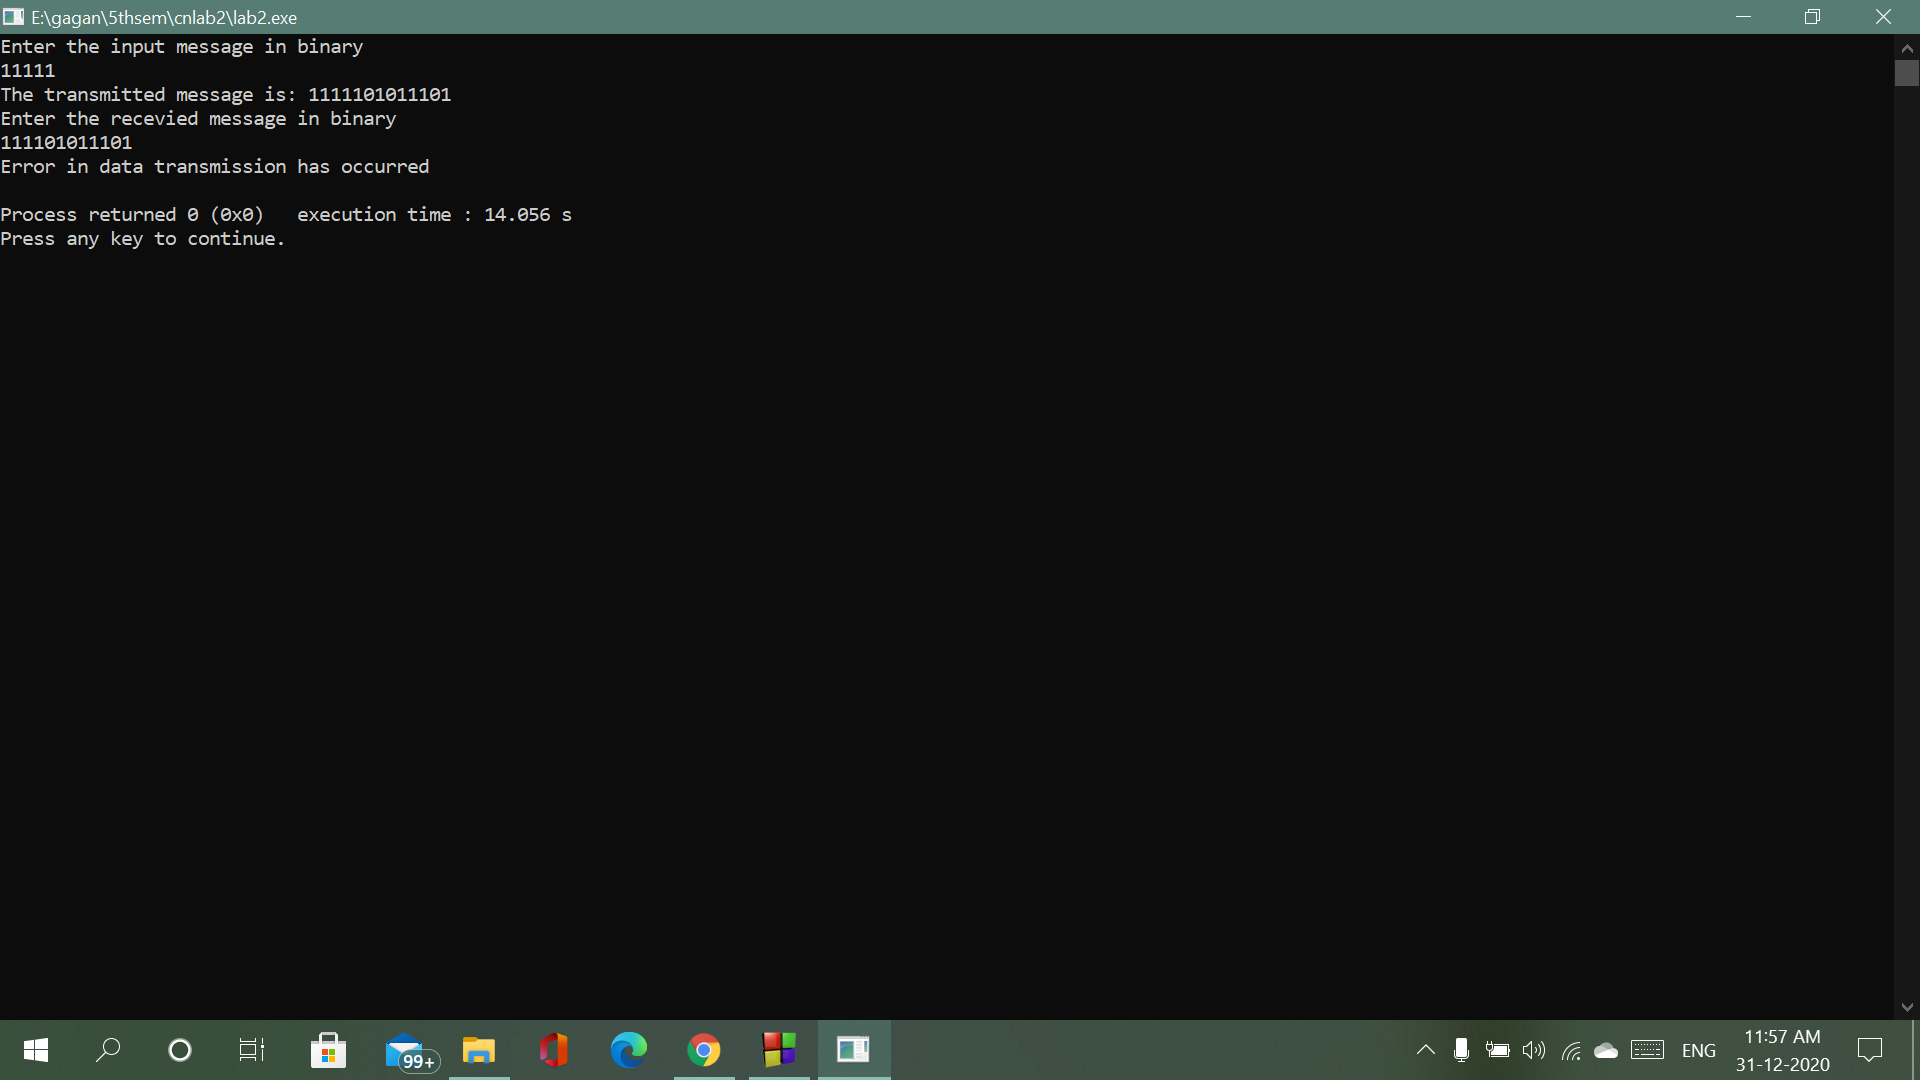 E:\gagan\5thsem\cnlab2\lab2.exe
Enter the input message in binary
11111
The transmitted message is: 1111101011101
Enter the recevied message in binary
111101011101
Error in data transmission has occurred
Process returned 0 (0x0)   execution time : 14.056 s
Press any key to continue.
99+
ENG
11:57 AM
31-12-2020